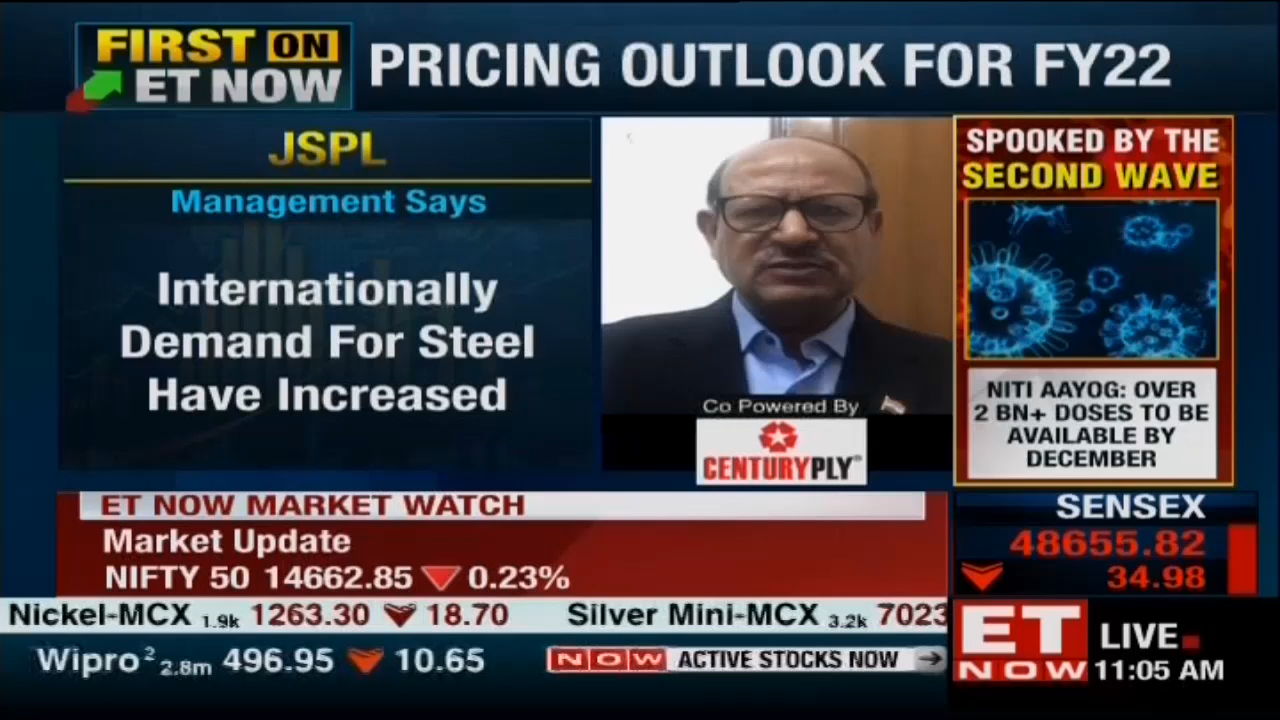 FIRST ON
ET NOW
PRICING OUTLOOK FOR FY22
JSPL
Management Says
Internationally
Demand For Steel
Have Increased
Co Powered By
CENTURYPLY®
SPOOKED BY THE
SECOND WAVE
NITI AAYOG: OVER
2 BN+ DOSES TO BE
AVAILABLE BY
DECEMBER
ET NOW MARKET WATCH
Market Update
NIFTY 50 14662.85 0.23%
SENSEX
48655.82
34.98
Nickel-MCX 1.9k 1263.30 18.70 Silver Mini-MCX 3.2k 7023
Wipro 2 2.8m 496.95 10.65 NOW ACTIVE STOCKS NOW
ET
NOW
LIVE
11:05 AM